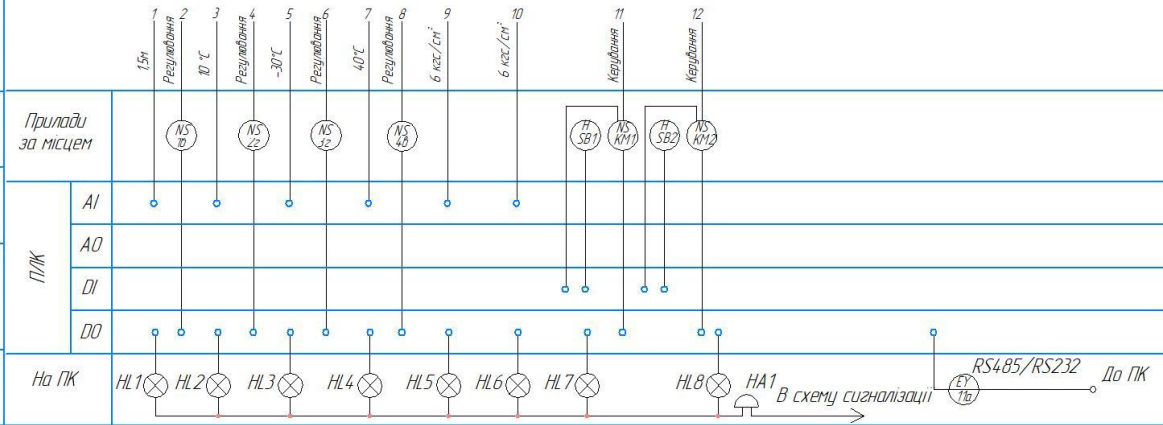 1 2 3 4 5 6 7 8 9 10 11 12
1,5м
Регулювання
10 °С
Регулювання
-30°С
Регулювання
40°С
Регулювання
6 кгс/см²
6 кгс/см²
Керування
Керування
Прилади
за місцем
NS
1б
NS
2г
NS
3г
NS
4б
H
SB1
NS
KM1
H
SB2
NS
KM2
ПЛК
AI
AO
DI
DO
На ПК
HL1 HL2 HL3 HL4 HL5 HL6 HL7 HL8 HA1
В схему сигналізації
EY
11а
RS485/RS232
До ПК